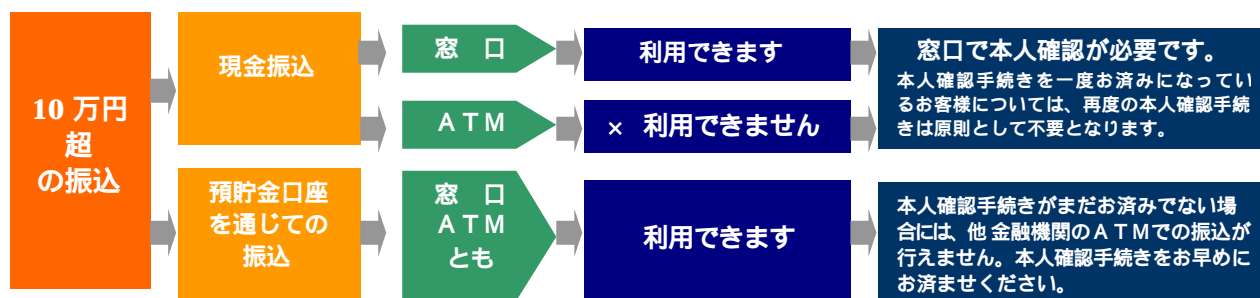 10 万円
超
の振込
現金振込
窓 口
利用できます
窓口で本人確認が必要です。
本人確認手続きを一度お済みになってい
るお客様については、再度の本人確認手続
きは原則として不要となります。
ATM
× 利用できません
預貯金口座
を通じての
振込
窓 口
ATM
とも
利用できます
本人確認手続きがまだお済みでない場
合には、他金融機関のATMでの振込が
行えません。本人確認手続きをお早めに
お済ませください。